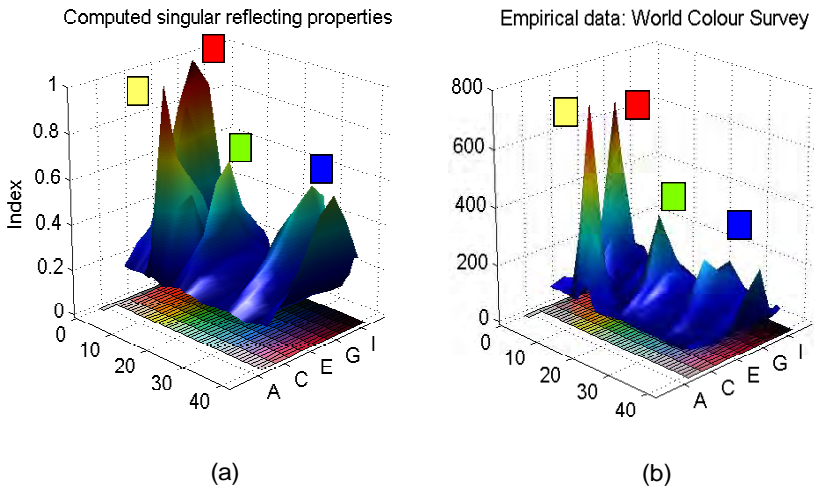 Computed singular reflecting properties
Empirical data: World Colour Survey
Index
1
0.8
0.6
0.4
0.2
0
0
10
20
30
40
A
C
E
G
I
800
600
400
200
0
0
10
20
30
40
A
C
E
G
I
(a)
(b)